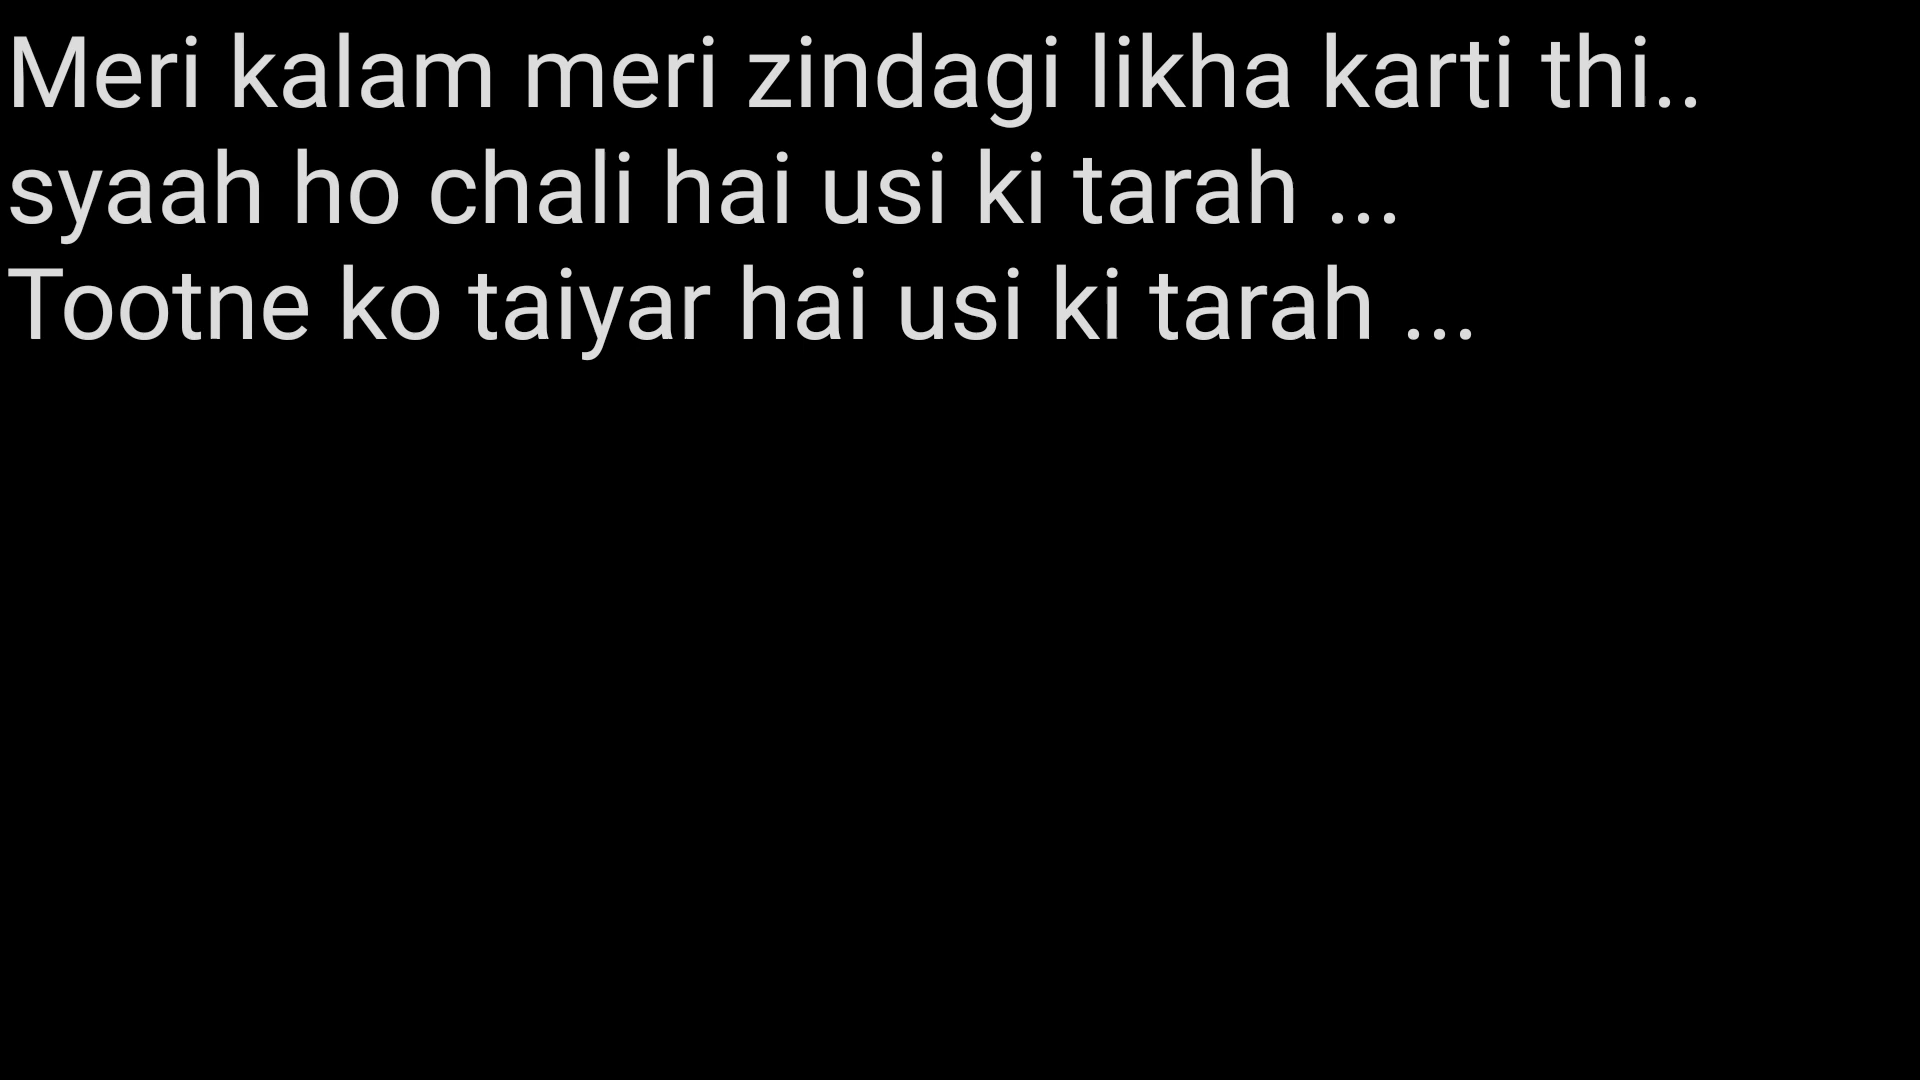 Meri kalam meri zindagi likha karti thi..
syaah ho chali hai usi ki tarah ...
Tootne ko taiyar hai usi ki tarah ...